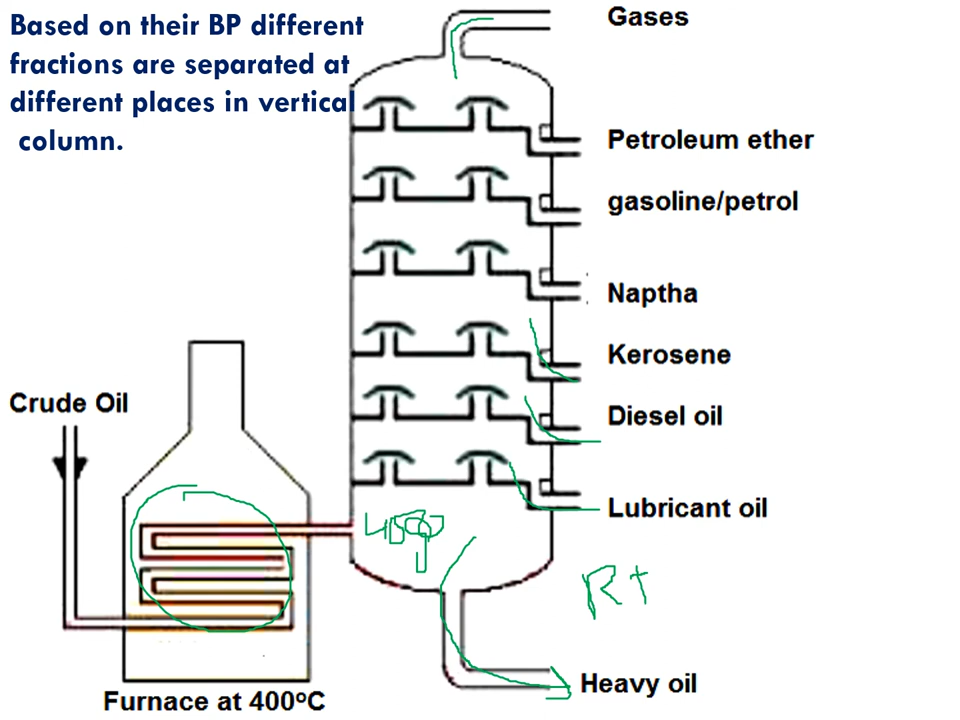 Based on their BP different
fractions are separated at
different places in vertical
column.
Gases
Petroleum ether
gasoline/petrol
Naptha
Kerosene
Crude Oil
Diesel oil
Lubricant oil
Heavy oil
Furnace at 400°C